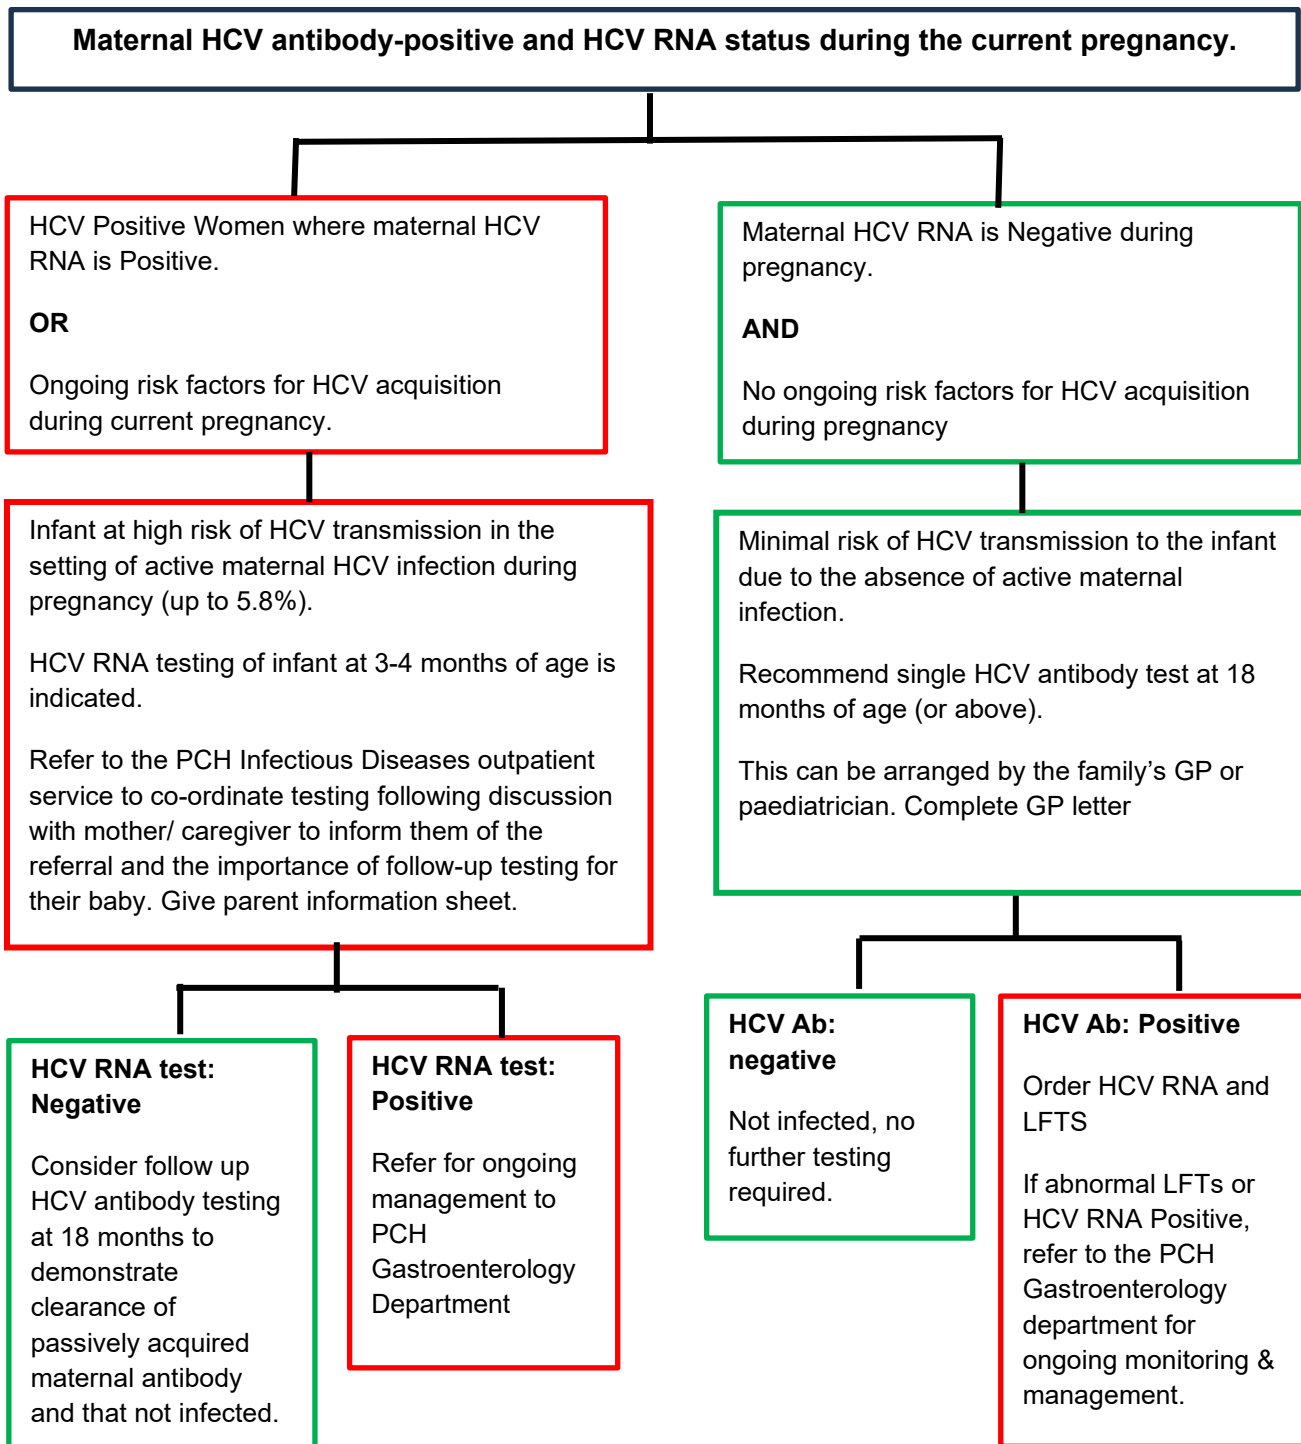 Maternal HCV antibody-positive and HCV RNA status during the current pregnancy.
HCV Positive Women where maternal HCV
RNA is Positive.
OR
Ongoing risk factors for HCV acquisition
during current pregnancy.
Maternal HCV RNA is Negative during
pregnancy.
AND
No ongoing risk factors for HCV acquisition
during pregnancy
Infant at high risk of HCV transmission in the
setting of active maternal HCV infection during
pregnancy (up to 5.8%).
HCV RNA testing of infant at 3-4 months of age is
indicated.
Refer to the PCH Infectious Diseases outpatient
service to co-ordinate testing following discussion
with mother/ caregiver to inform them of the
referral and the importance of follow-up testing for
their baby. Give parent information sheet.
Minimal risk of HCV transmission to the infant
due to the absence of active maternal
infection.
Recommend single HCV antibody test at 18
months of age (or above).
This can be arranged by the family’s GP or
paediatrician. Complete GP letter
HCV RNA test:
Negative
Consider follow up
HCV antibody testing
at 18 months to
demonstrate
clearance of
passively acquired
maternal antibody
and that not infected.
HCV RNA test:
Positive
Refer for ongoing
management to
PCH
Gastroenterology
Department
HCV Ab:
negative
Not infected, no
further testing
required.
HCV Ab: Positive
Order HCV RNA and
LFTS
If abnormal LFTs or
HCV RNA Positive,
refer to the PCH
Gastroenterology
department for
ongoing monitoring &
management.